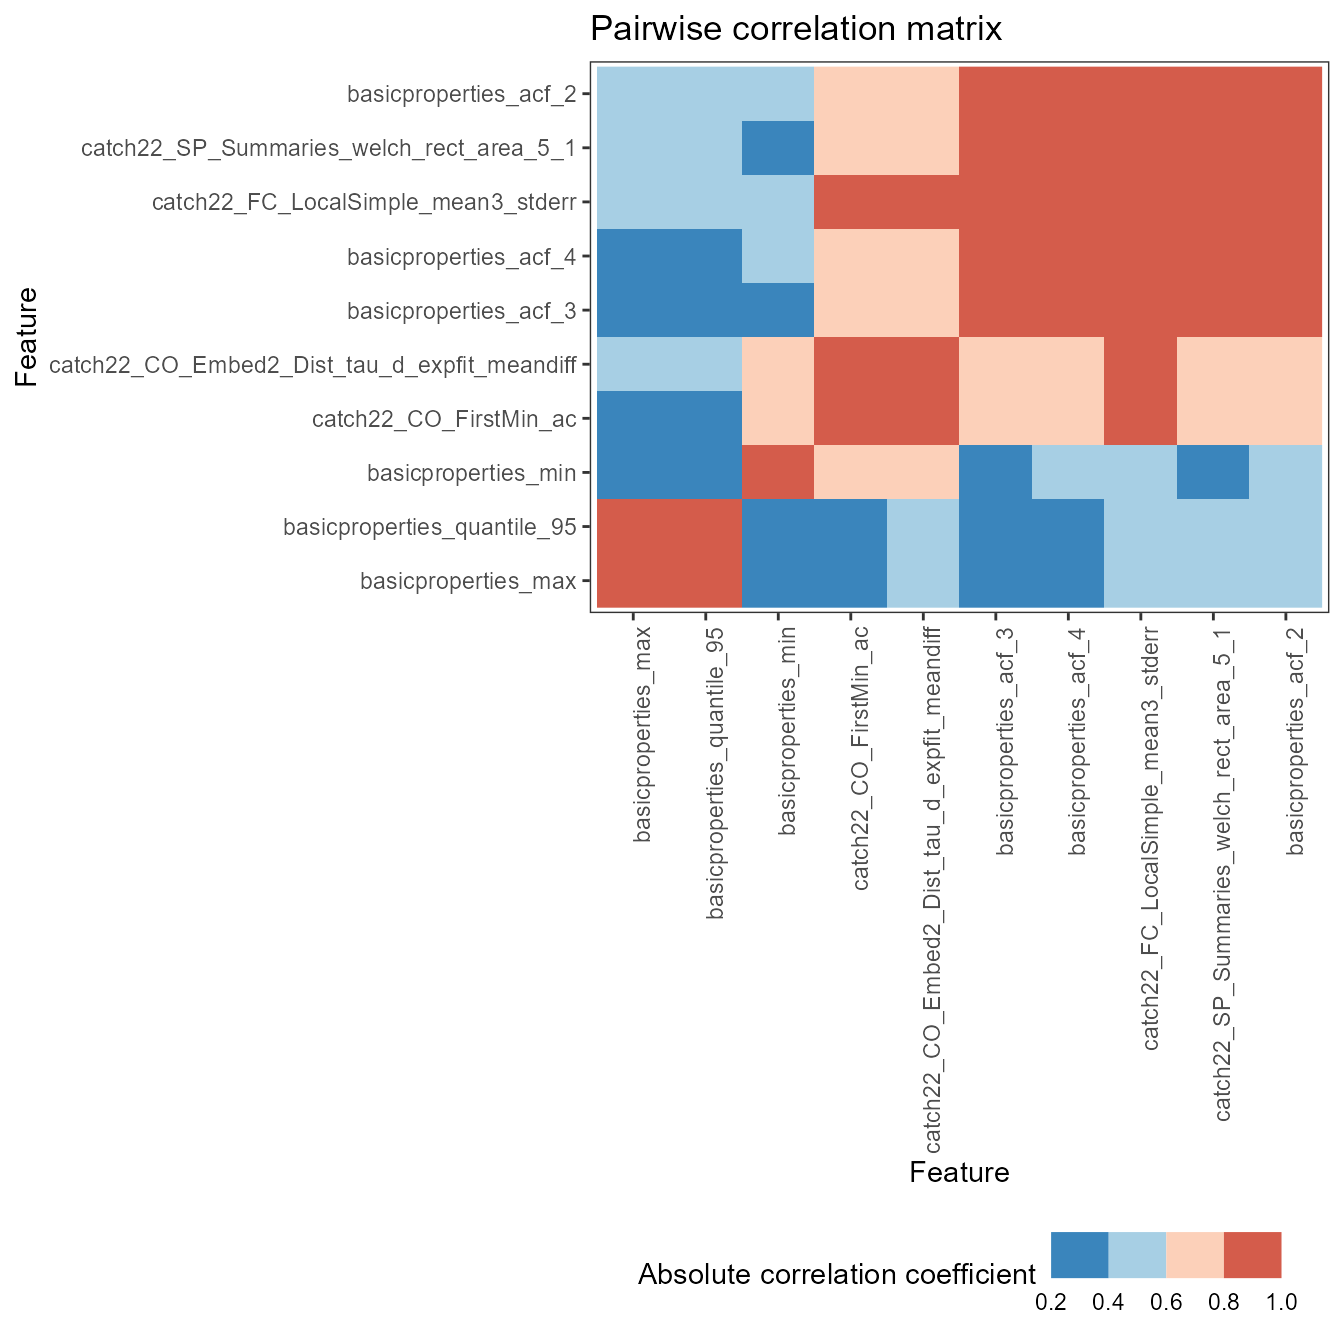 Pairwise correlation matrix
Feature
basicproperties_acf_2
catch22_SP_Summaries_welch_rect_area_5_1
catch22_FC_LocalSimple_mean3_stderr
basicproperties_acf_4
basicproperties_acf_3
catch22_CO_Embed2_Dist_tau_d_expfit_meandiff
catch22_CO_FirstMin_ac
basicproperties_min
basicproperties_quantile_95
basicproperties_max
basicproperties_max
basicproperties_quantile_95
basicproperties_min
catch22_CO_FirstMin_ac
catch22_CO_Embed2_Dist_tau_d_expfit_meandiff
basicproperties_acf_3
basicproperties_acf_4
catch22_FC_LocalSimple_mean3_stderr
catch22_SP_Summaries_welch_rect_area_5_1
basicproperties_acf_2
Feature
Absolute correlation coefficient
0.2 0.4 0.6 0.8 1.0